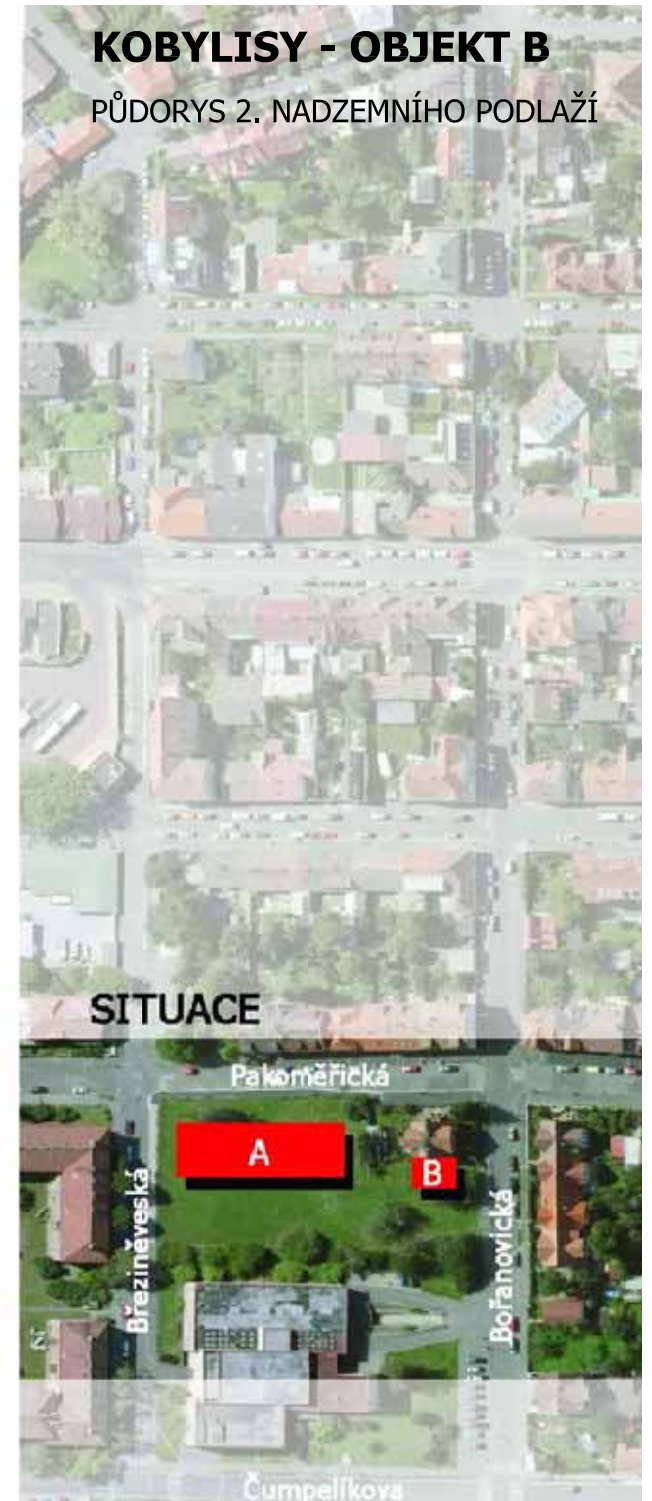 KOBYLISY - OBJEKT B
PŮDORYS 2. NADZEMNÍHO PODLAŽÍ
SITUACE
Pakoměřická
A
B
Březiněveská
Bořanovická
Čumpelíkova